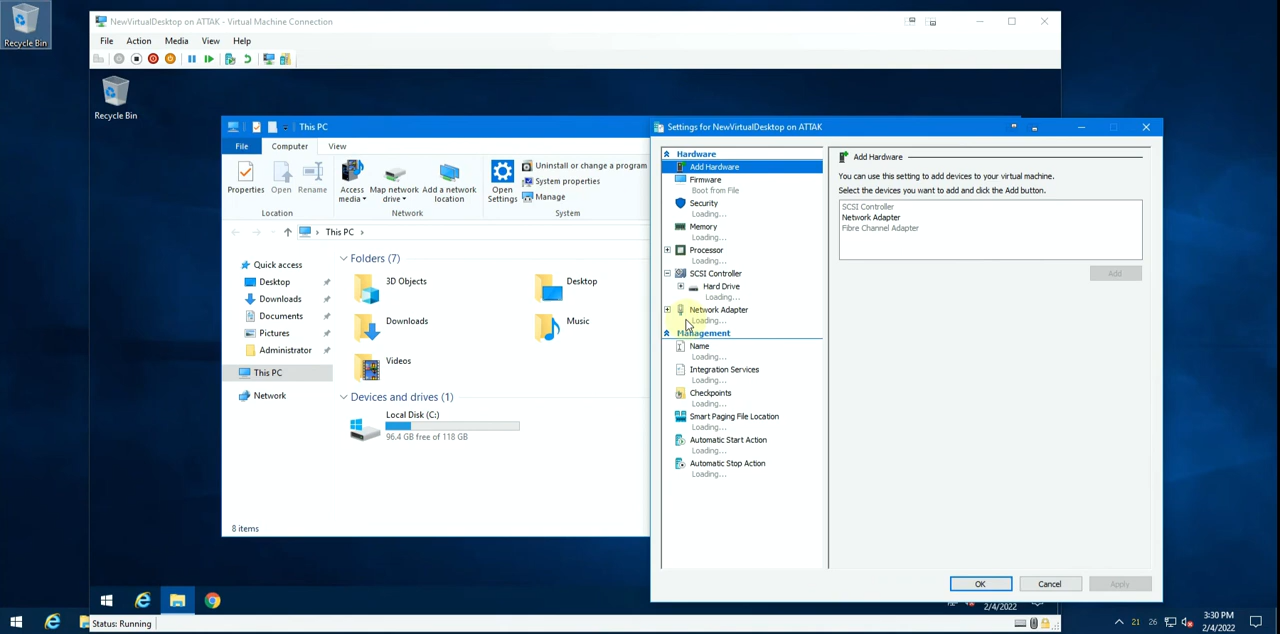 Recycle Bin
NewVirtualDesktop on ATTAK - Virtual Machine Connection
File Action Media View Help
Recycle Bin
This PC
File Computer View
Properties Open Rename
Access media Map network drive Add a network location
Open Settings
Uninstall or change a program
System properties
Manage
Location Network System
This PC
Quick access
Desktop
Downloads
Documents
Pictures
Administrator
This PC
Network
Folders (7)
3D Objects
Desktop
Downloads
Music
Videos
Devices and drives (1)
Local Disk (C:)
96.4 GB free of 118 GB
8 items
Settings for NewVirtualDesktop on ATTAK
Hardware
Add Hardware
Firmware
Boot from File
Security
Loading...
Memory
Loading...
Processor
Loading...
SCSI Controller
Hard Drive
Loading...
Network Adapter
Loading...
Management
Name
Loading...
Integration Services
Loading...
Checkpoints
Loading...
Smart Paging File Location
Loading...
Automatic Start Action
Loading...
Automatic Stop Action
Loading...
Add Hardware
You can use this setting to add devices to your virtual machine.
Select the devices you want to add and click the Add button.
SCSI Controller
Network Adapter
Fibre Channel Adapter
Add
OK Cancel Apply
2/4/2022
Status: Running
21 26
3:30 PM
2/4/2022